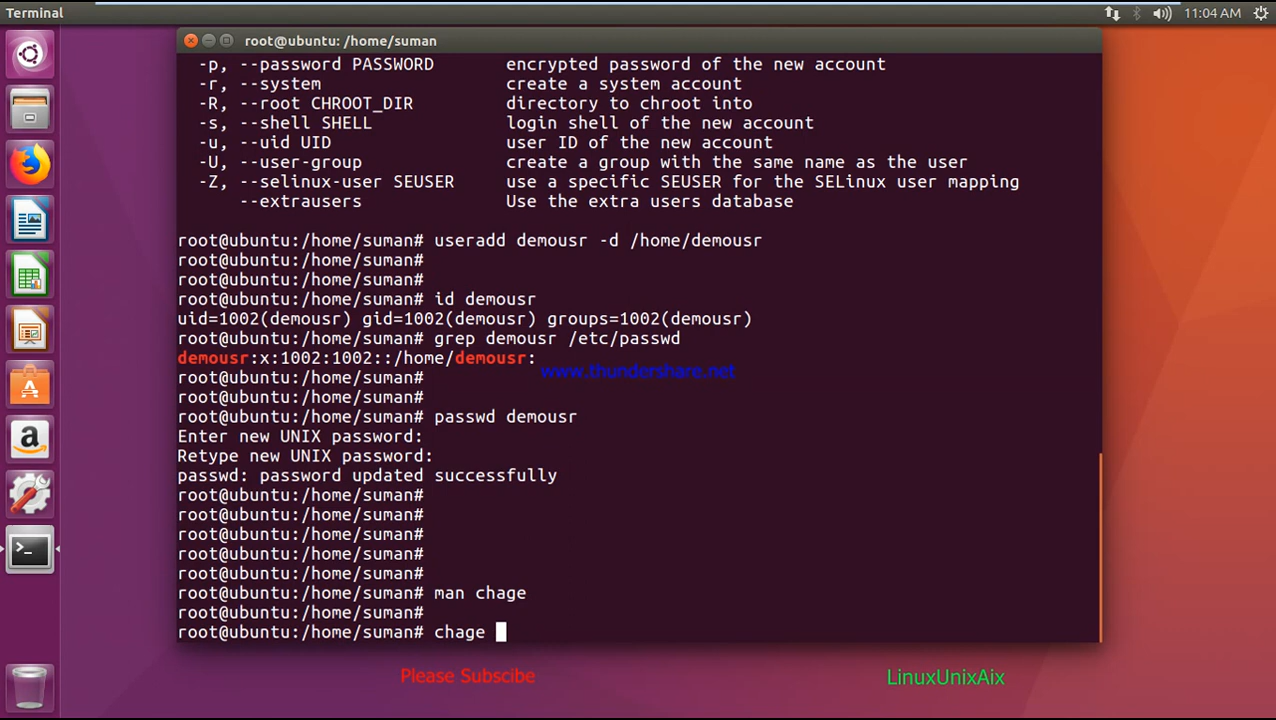 Terminal
11:04 AM
root@ubuntu: /home/suman
-p, --password PASSWORD encrypted password of the new account
-r, --system create a system account
-R, --root CHROOT_DIR directory to chroot into
-s, --shell SHELL login shell of the new account
-u, --uid UID user ID of the new account
-U, --user-group create a group with the same name as the user
-Z, --selinux-user SEUSER use a specific SEUSER for the SELinux user mapping
--extrausers Use the extra users database
root@ubuntu:/home/suman# useradd demousr -d /home/demousr
root@ubuntu:/home/suman#
root@ubuntu:/home/suman#
root@ubuntu:/home/suman# id demousr
uid=1002(demousr) gid=1002(demousr) groups=1002(demousr)
root@ubuntu:/home/suman# grep demousr /etc/passwd
demousr:x:1002:1002::/home/demousr:
www.thundershare.net
root@ubuntu:/home/suman#
root@ubuntu:/home/suman#
root@ubuntu:/home/suman# passwd demousr
Enter new UNIX password:
Retype new UNIX password:
passwd: password updated successfully
root@ubuntu:/home/suman#
root@ubuntu:/home/suman#
root@ubuntu:/home/suman#
root@ubuntu:/home/suman#
root@ubuntu:/home/suman#
root@ubuntu:/home/suman# man chage
root@ubuntu:/home/suman#
root@ubuntu:/home/suman# chage
Please Subscibe
LinuxUnixAix